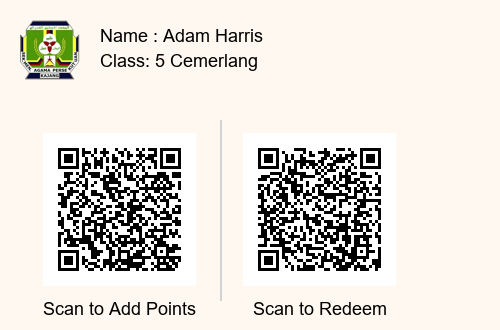 Name : Adam Harris
Class: 5 Cemerlang
AGAMA PERSE
KAJANG
Scan to Add Points
Scan to Redeem